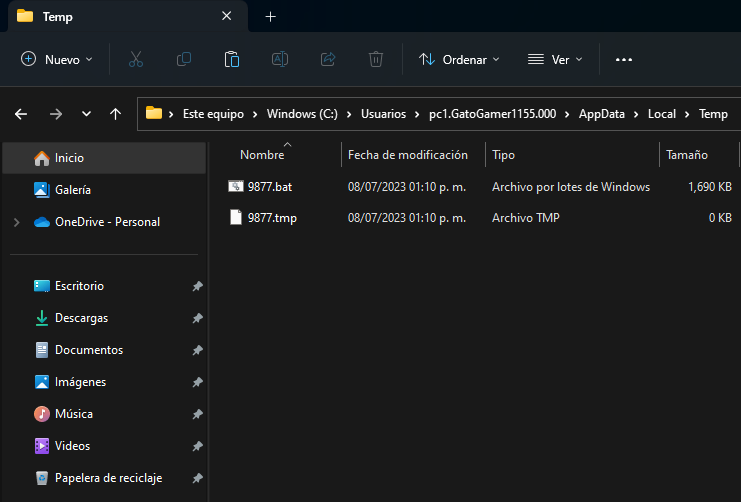 Temp
Nuevo Ordenar Ver
Este equipo Windows (C:) Usuarios pc1.GatoGamer1155.000 AppData Local Temp
Inicio
Galería
OneDrive - Personal
Escritorio
Descargas
Documentos
Imágenes
Música
Videos
Papelera de reciclaje
Nombre Fecha de modificación Tipo Tamaño
9877.bat 08/07/2023 01:10 p. m. Archivo por lotes de Windows 1,690 KB
9877.tmp 08/07/2023 01:10 p. m. Archivo TMP 0 KB